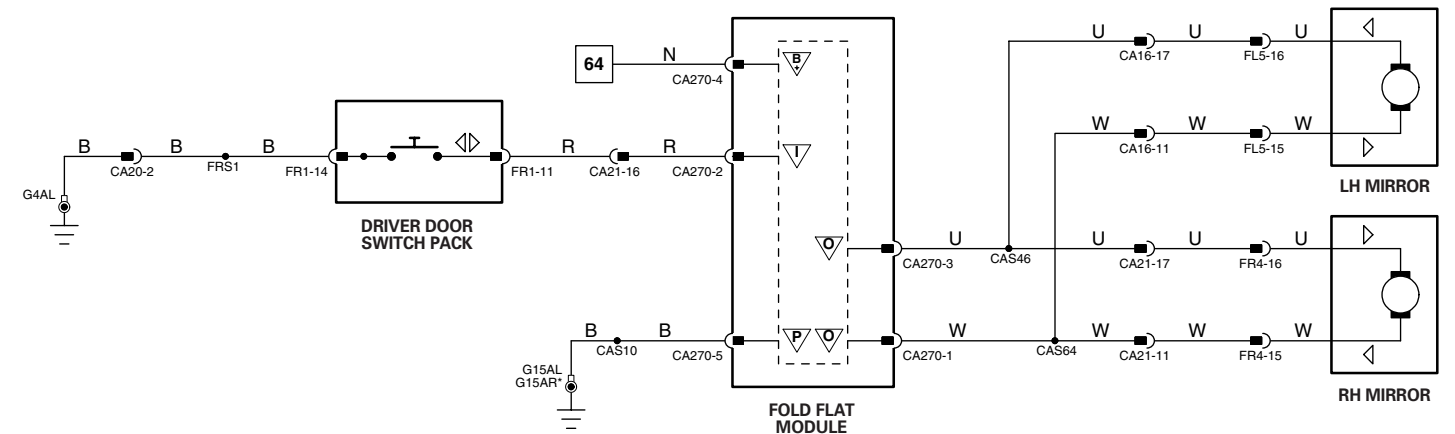 U U U
CA16-17 FL5-16
64 N CA270-4 B+
W W W
CA16-11 FL5-15
LH MIRROR
B B B R R
CA20-2 FRS1 FR1-14 FR1-11 CA21-16 CA270-2 I
G4AL
DRIVER DOOR
SWITCH PACK
O U U U U
CA270-3 CAS46 CA21-17 FR4-16
B B P O W W W W
CAS10 CA270-5 CA270-1 CAS64 CA21-11 FR4-15
G15AL
G15AR*
RH MIRROR
FOLD FLAT
MODULE